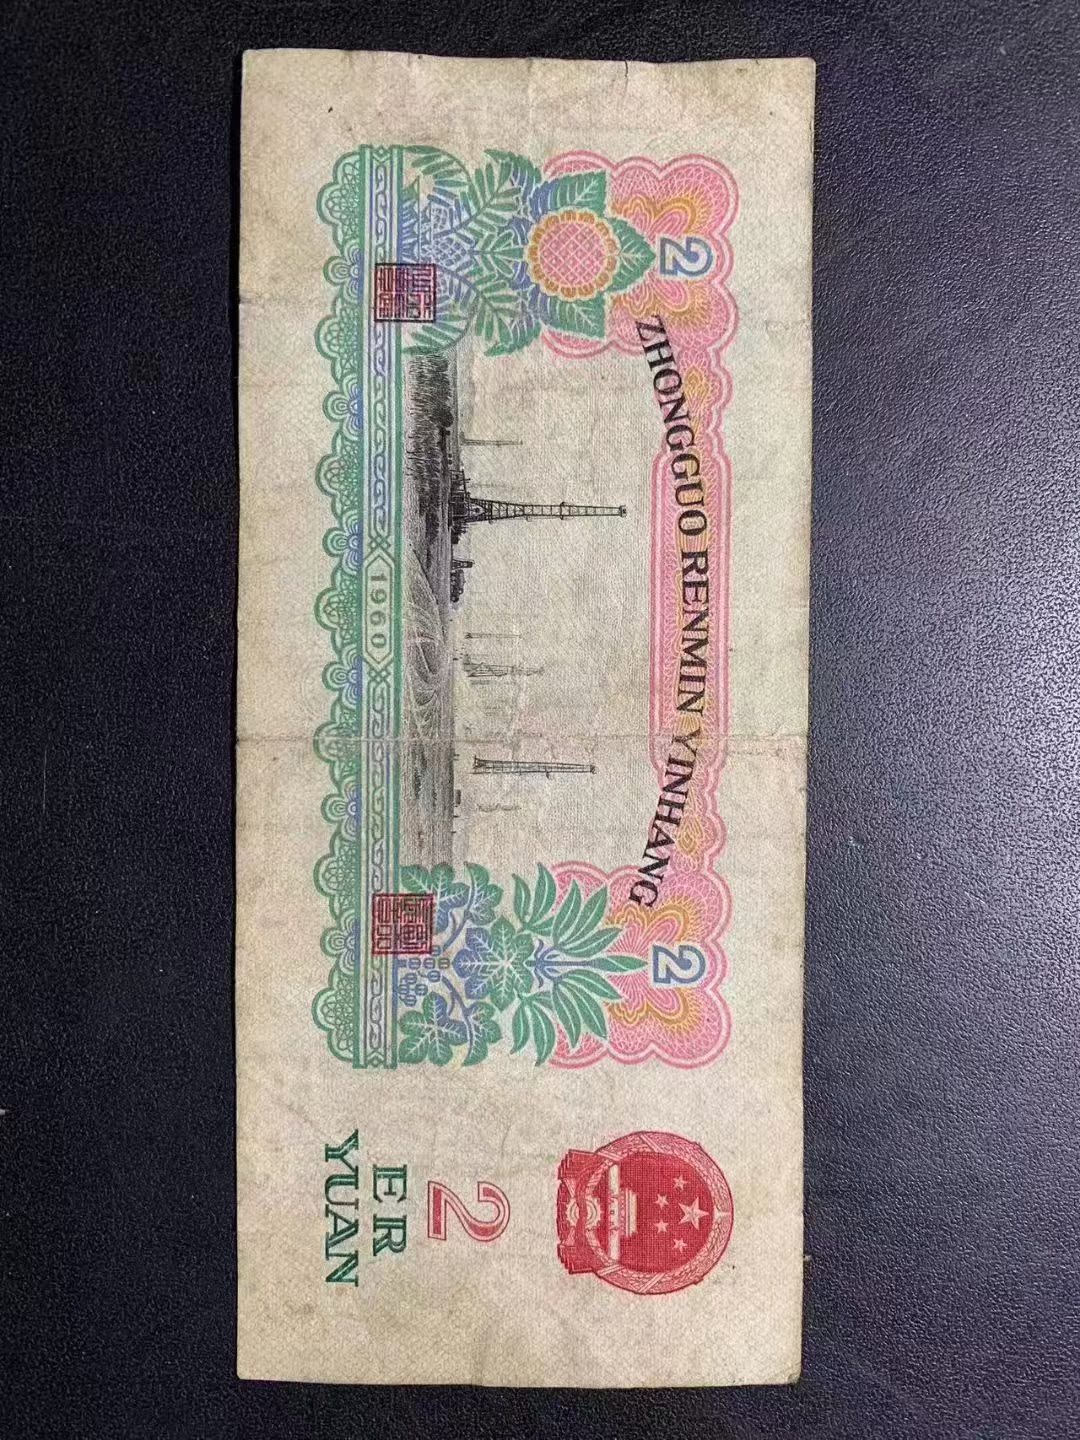 ZHONGGUO RENMIN YINHANG
2
2
1960
2
ER
YUAN